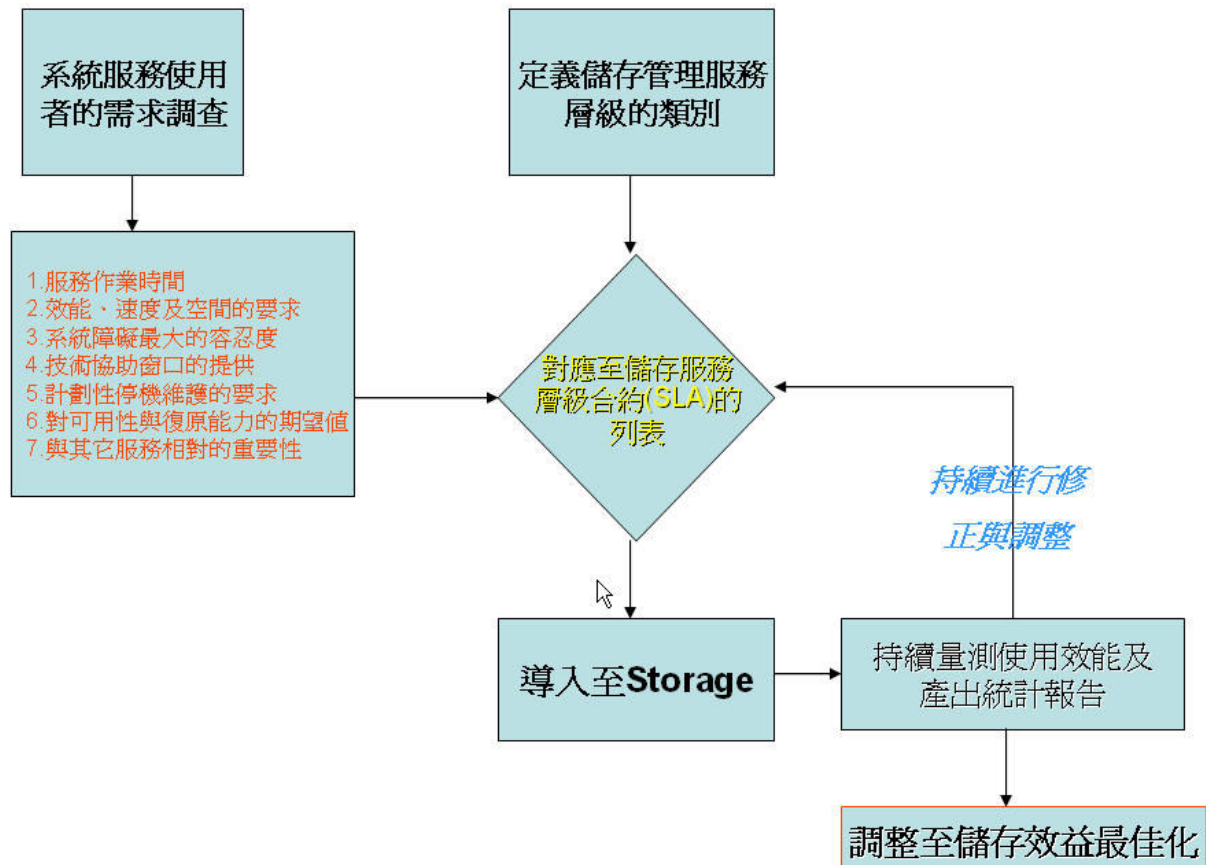 系統服務使用
者的需求調查
定義儲存管理服務
層級的類別
1.服務作業時間
2.效能、速度及空間的要求
3.系統障礙最大的容忍度
4.技術協助窗口的提供
5.計劃性停機維護的要求
6.對可用性與復原能力的期望值
7.與其它服務相對的重要性
對應至儲存服務
層級合約(SLA)的
列表
持續進行修
正與調整
導入至Storage
持續量測使用效能及
產出統計報告
調整至儲存效益最佳化